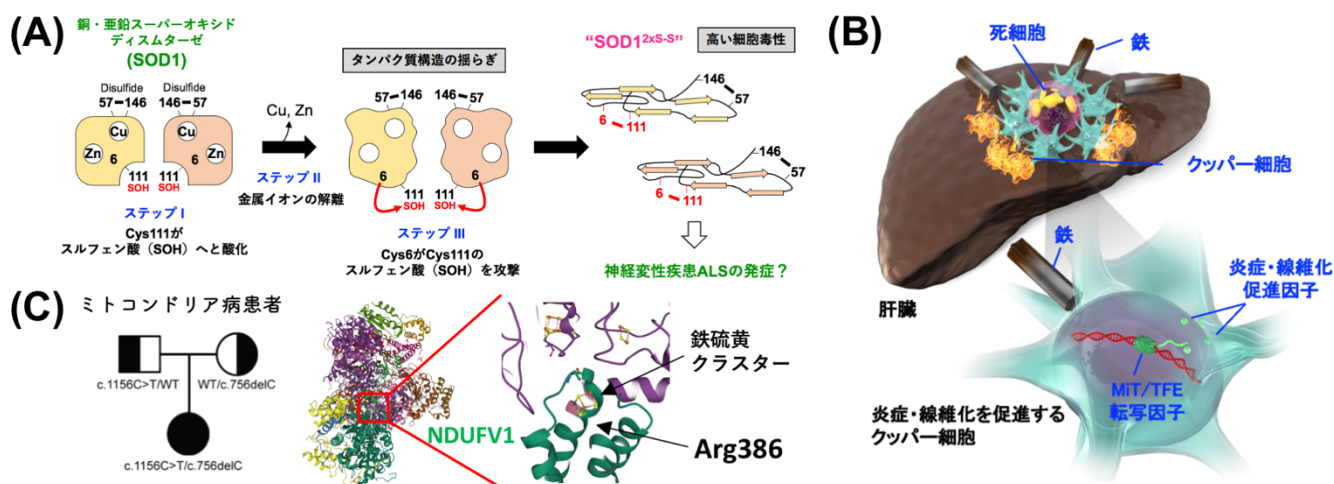 (A)
銅・亜鉛スーパーオキシド
ディスムターゼ
(SOD1)
Disulfide
Disulfide
57 146
146 57
Cu
Cu
Zn
Zn
6
6
111
111
SOH
SOH
ステップ I
Cys111が
スルフェン酸（SOH）へと酸化
Cu, Zn
ステップ II
金属イオンの解離
タンパク質構造の揺らぎ
57 146
146 57
6
6
111
111
SOH
SOH
ステップ III
Cys6がCys111の
スルフェン酸（SOH）を攻撃
“SOD12xS-S”
高い細胞毒性
146
57
6
111
146
57
6
111
神経変性疾患ALSの発症？
(B)
死細胞
鉄
クッパー細胞
鉄
肝臓
炎症・線維化
促進因子
MiT/TFE
転写因子
炎症・線維化を促進する
クッパー細胞
(C)
ミトコンドリア病患者
c.1156C>T/WT
WT/c.756delC
c.1156C>T/c.756delC
NDUFV1
鉄硫黄
クラスター
Arg386